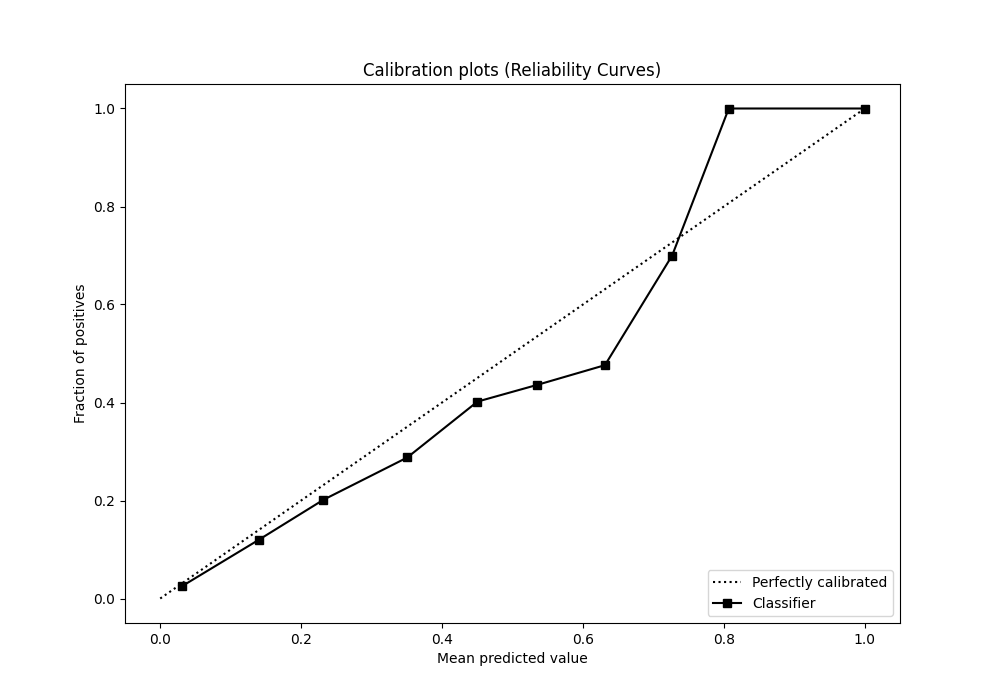 Calibration plots (Reliability Curves)
1.0
0.8
0.6
0.4
0.2
0.0
Fraction of positives
Perfectly calibrated
Classifier
0.0 0.2 0.4 0.6 0.8 1.0
Mean predicted value